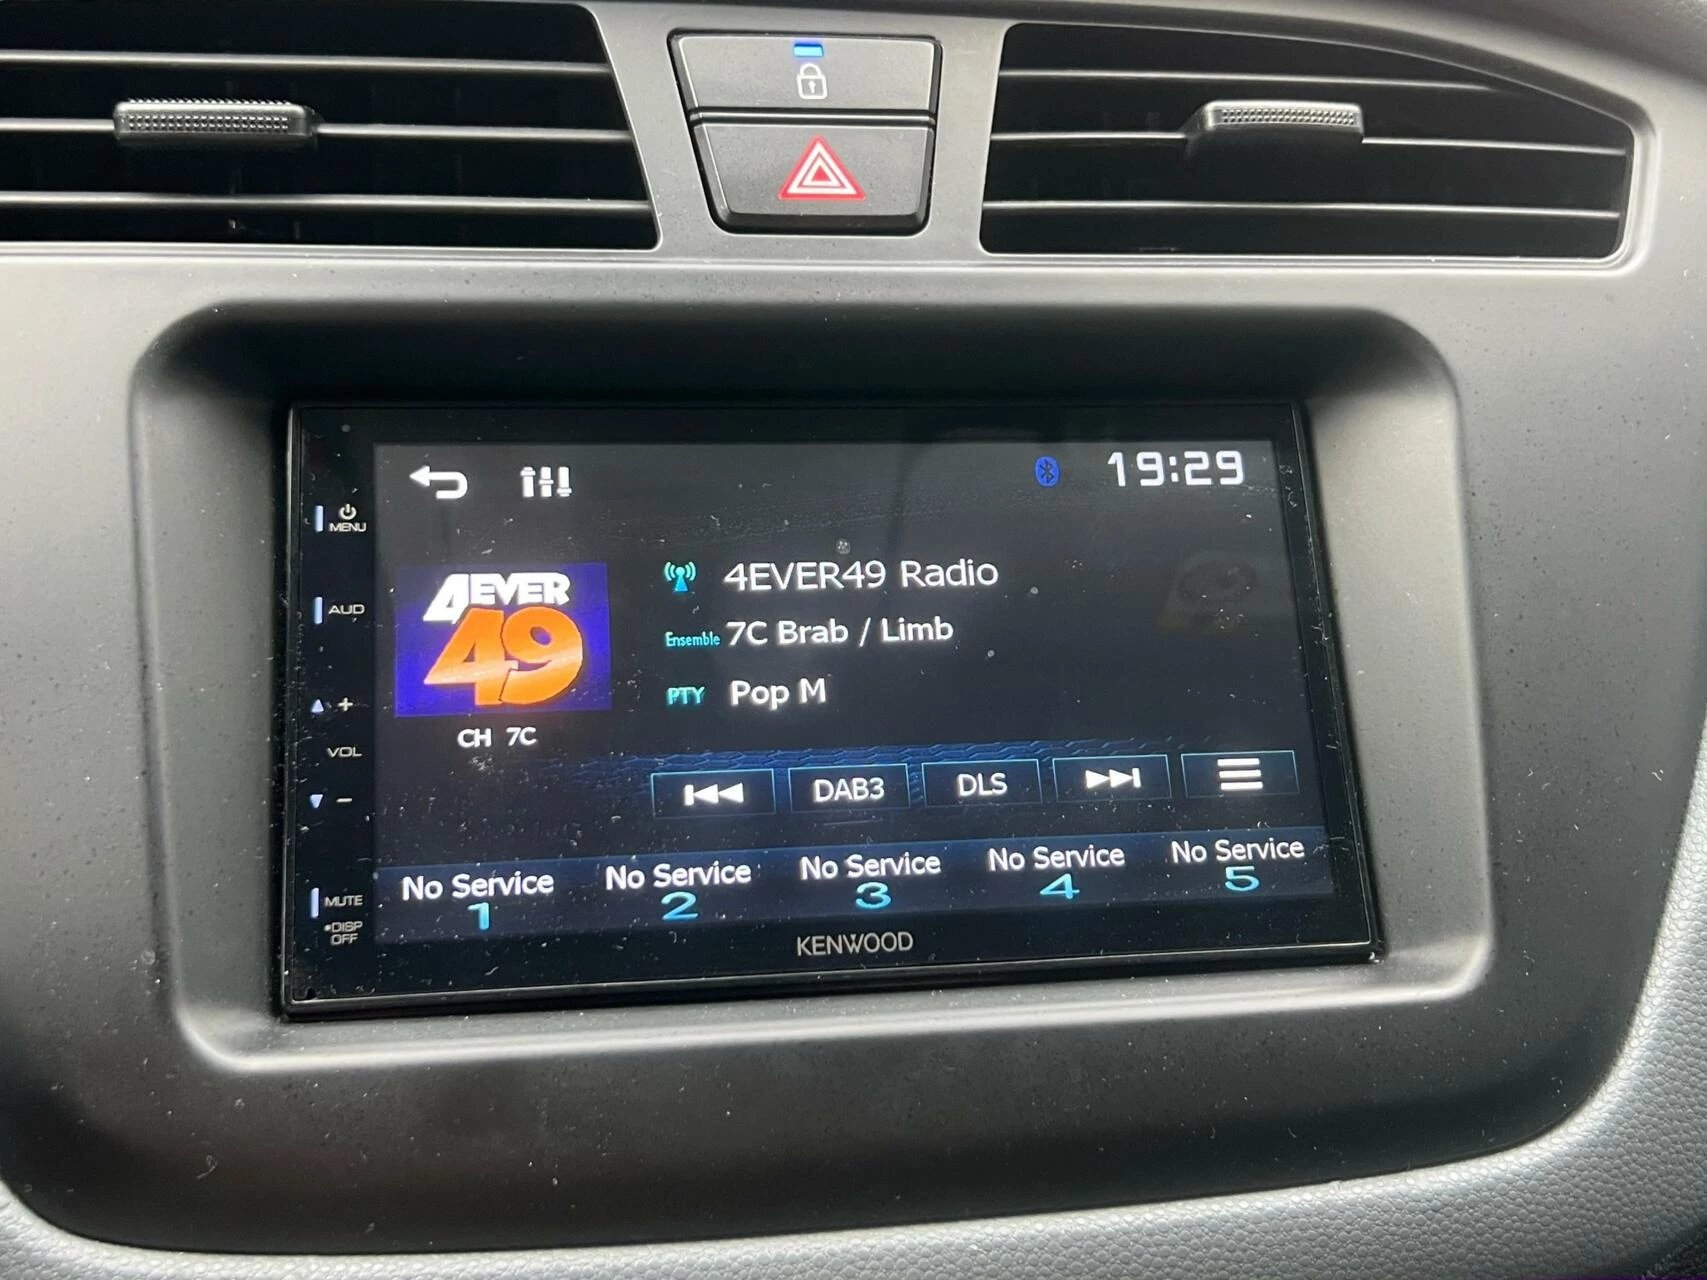 19:29
MENU
AUD
+
VOL
−
MUTE
•DISP
OFF
4EVER
49
CH 7C
4EVER49 Radio
Ensemble 7C Brab / Limb
PTY Pop M
DAB3 DLS
No Service No Service No Service No Service No Service
1 2 3 4 5
KENWOOD